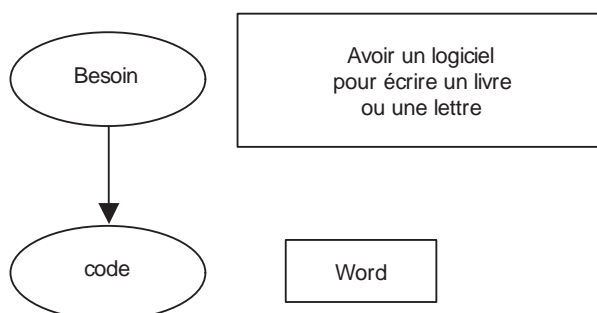 Besoin
Avoir un logiciel
pour écrire un livre
ou une lettre
code
Word